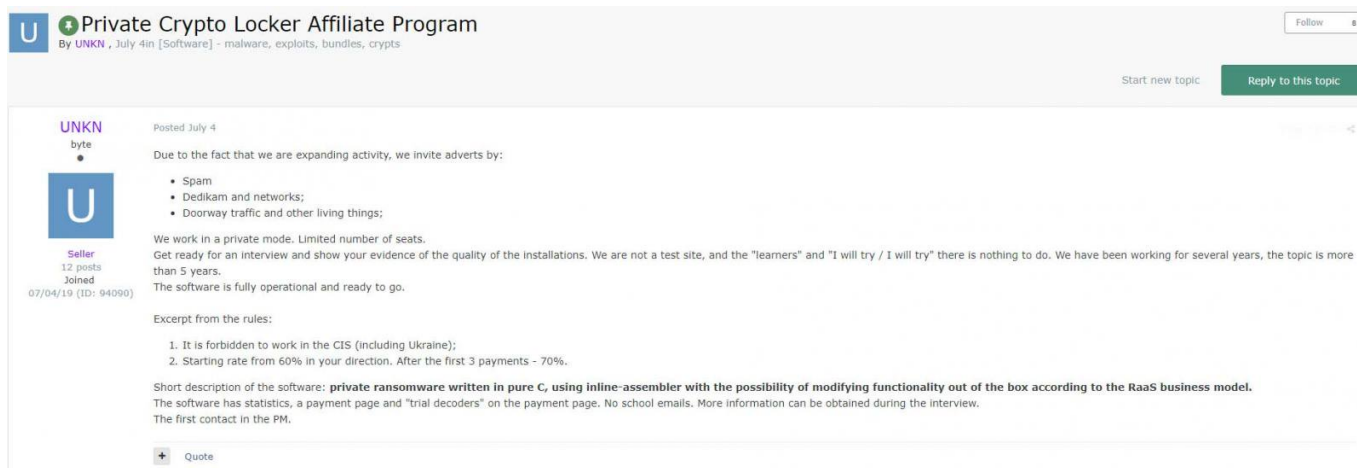 U
Private Crypto Locker Affiliate Program
By UNKN , July 4in [Software] - malware, exploits, bundles, crypts
Follow
Start new topic
Reply to this topic
UNKN
byte
U
Seller
12 posts
Joined
07/04/19 (ID: 94090)
Posted July 4
Due to the fact that we are expanding activity, we invite adverts by:
• Spam
• Dedikam and networks;
• Doorway traffic and other living things;
We work in a private mode. Limited number of seats.
Get ready for an interview and show your evidence of the quality of the installations. We are not a test site, and the "learners" and "I will try / I will try" there is nothing to do. We have been working for several years, the topic is more
than 5 years.
The software is fully operational and ready to go.
Excerpt from the rules:
1. It is forbidden to work in the CIS (including Ukraine);
2. Starting rate from 60% in your direction. After the first 3 payments - 70%.
Short description of the software: private ransomware written in pure C, using inline-assembler with the possibility of modifying functionality out of the box according to the RaaS business model.
The software has statistics, a payment page and "trial decoders" on the payment page. No school emails. More information can be obtained during the interview.
The first contact in the PM.
+ Quote